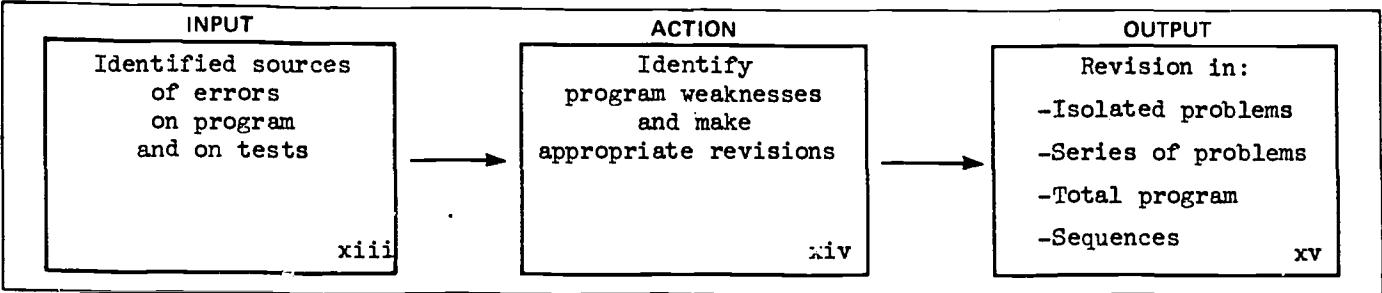 INPUT
Identified sources
of errors
on program
and on tests
xiii
ACTION
Identify
program weaknesses
and make
appropriate revisions
xiv
OUTPUT
Revision in:
-Isolated problems
-Series of problems
-Total program
-Sequences
xv